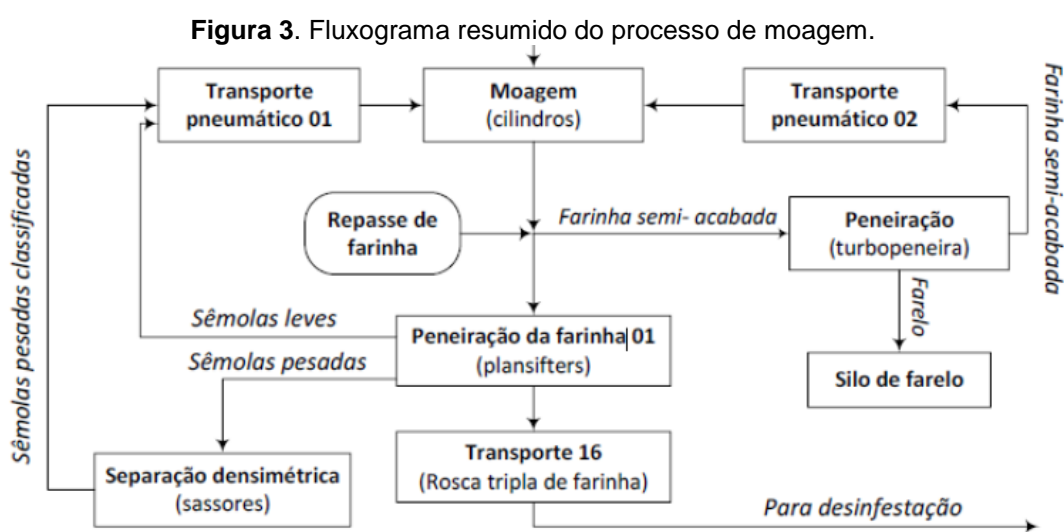 Figura 3. Fluxograma resumido do processo de moagem.
Transporte
pneumático 01
Moagem
(cilindros)
Transporte
pneumático 02
Farinha semi-acabada
Repasse de
farinha
Farinha semi- acabada
Peneiração
(turbopeneira)
Farelo
Silo de farelo
Sêmolas pesadas classificadas
Sêmolas leves
Peneiração da farinha 01
(plansifters)
Sêmolas pesadas
Separação densimétrica
(sassores)
Transporte 16
(Rosca tripla de farinha)
Para desinfestação